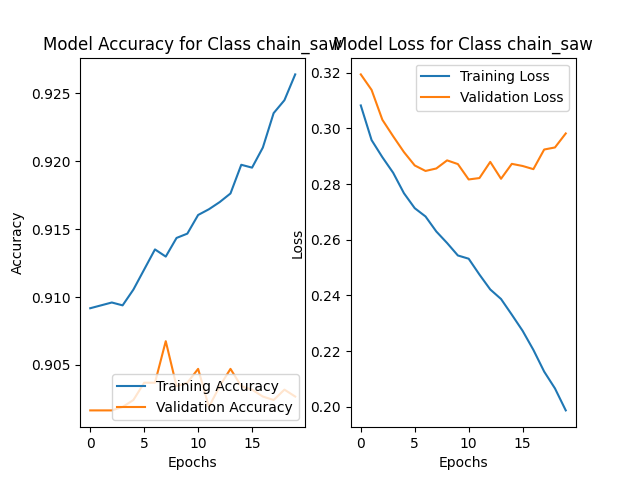 Model Accuracy for Class chain_saw
Model Loss for Class chain_saw
0.925
0.920
0.915
0.910
0.905
Accuracy
Training Accuracy
Validation Accuracy
0 5 10 15
Epochs
0.32
0.30
0.28
0.26
0.24
0.22
0.20
Loss
Training Loss
Validation Loss
0 5 10 15
Epochs